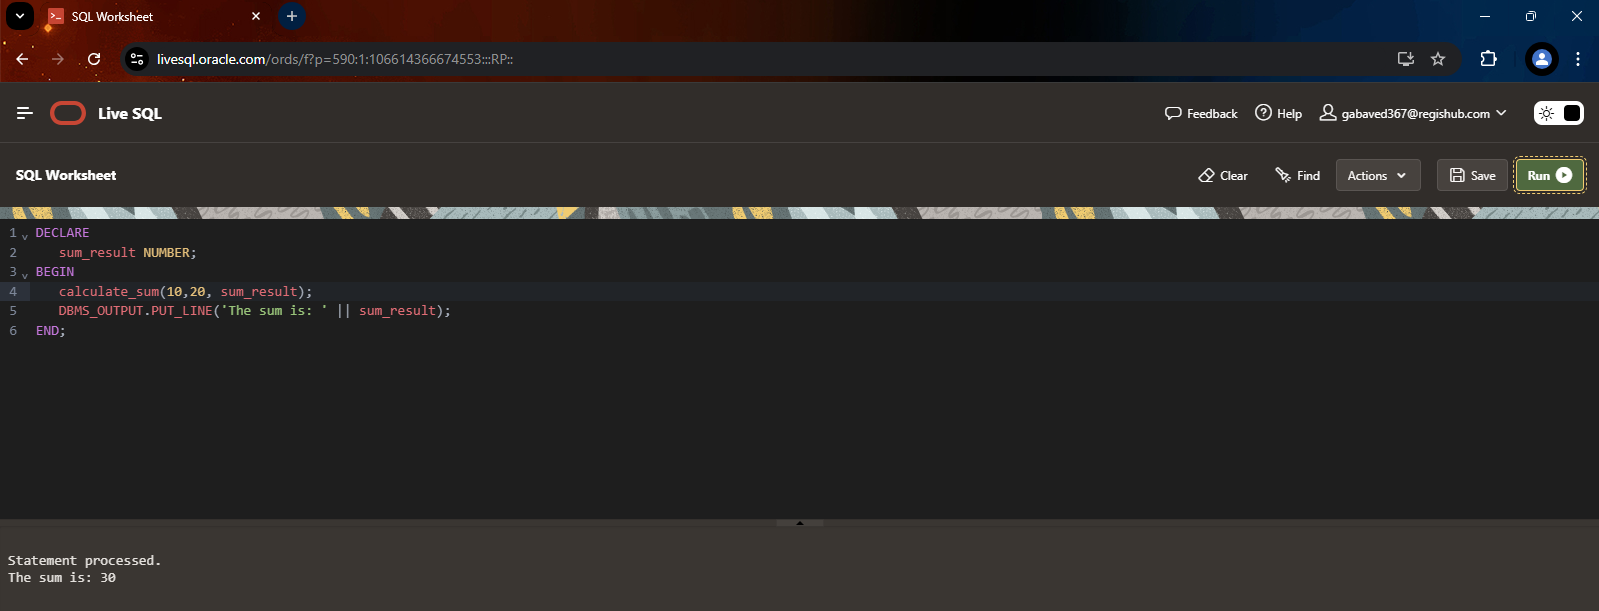 SQL Worksheet
livesql.oracle.com/ords/f?p=590:1:106614366674553:::RP::
Live SQL
Feedback
Help
gabaved367@regishub.com
SQL Worksheet
Clear
Find
Actions
Save
Run
1 DECLARE
2 sum_result NUMBER;
3 BEGIN
4 calculate_sum(10,20, sum_result);
5 DBMS_OUTPUT.PUT_LINE('The sum is: ' || sum_result);
6 END;
Statement processed.
The sum is: 30